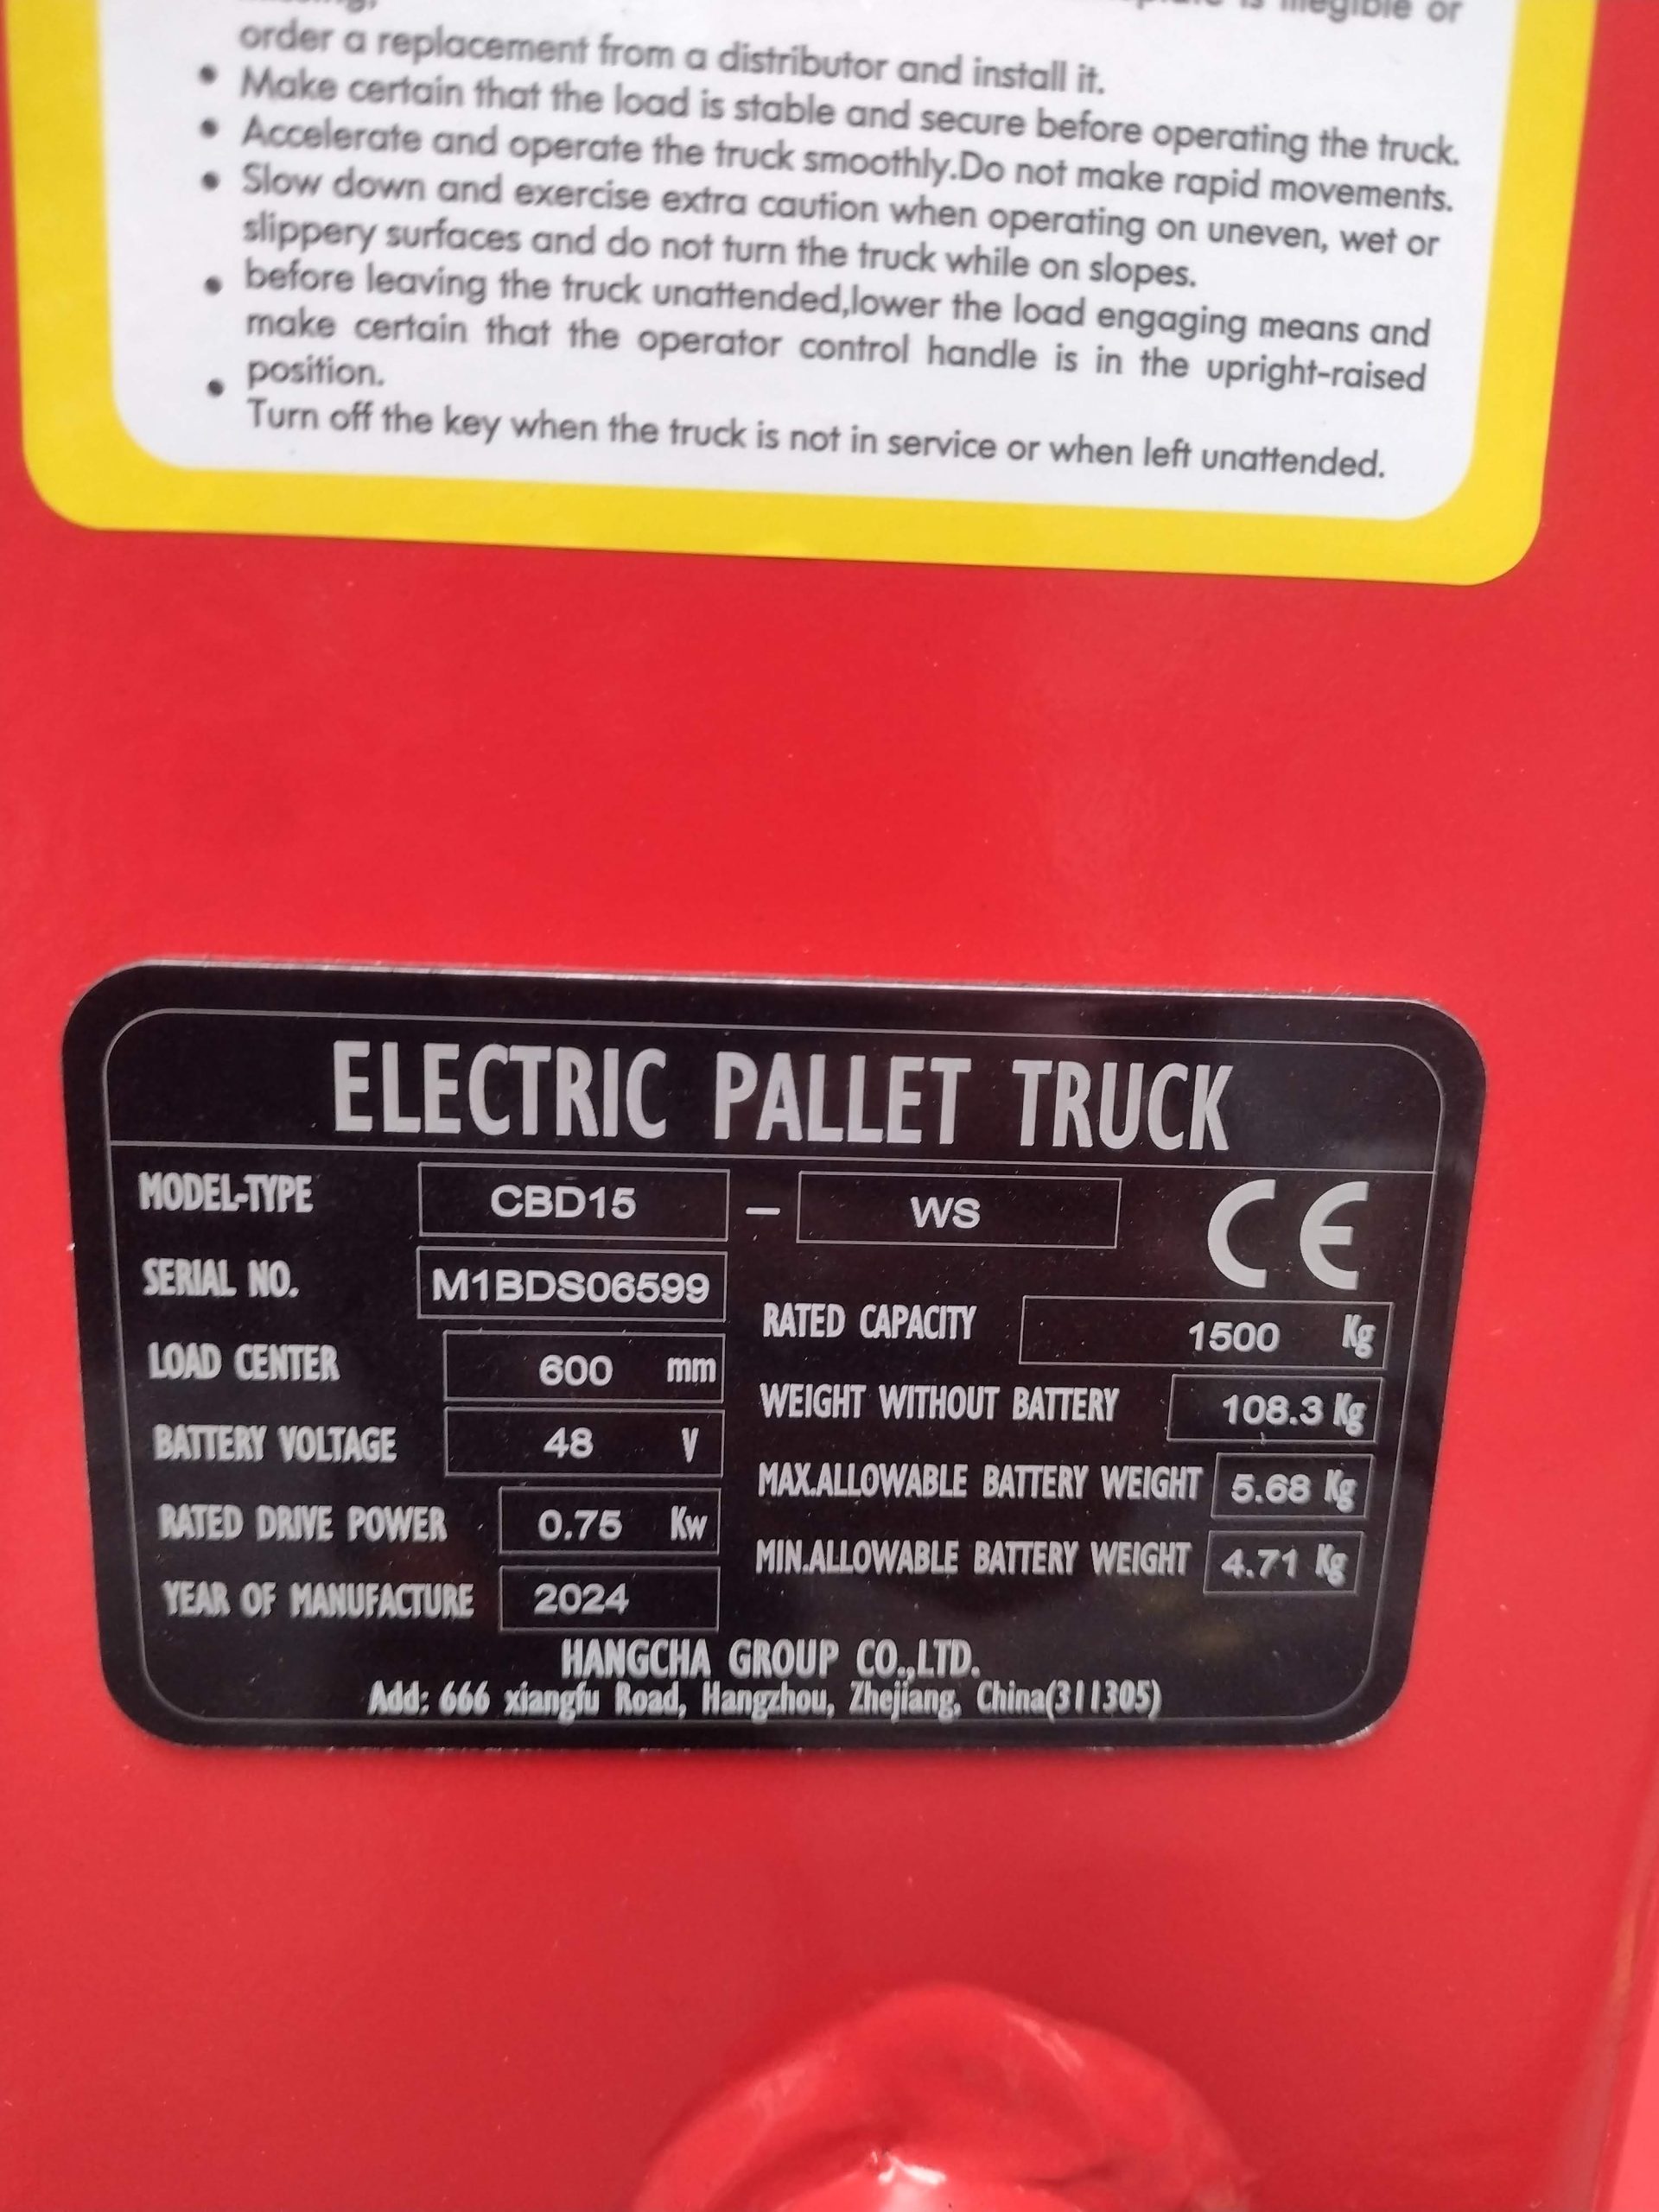 is illegible or
order a replacement from a distributor and install it.
• Make certain that the load is stable and secure before operating the truck.
• Accelerate and operate the truck smoothly.Do not make rapid movements.
• Slow down and exercise extra caution when operating on uneven, wet or
slippery surfaces and do not turn the truck while on slopes.
• before leaving the truck unattended,lower the load engaging means and
make certain that the operator control handle is in the upright-raised
position.
• Turn off the key when the truck is not in service or when left unattended.
ELECTRIC PALLET TRUCK
MODEL-TYPE CBD15 – WS CE
SERIAL NO. M1BDS06599
RATED CAPACITY 1500 Kg
LOAD CENTER 600 mm
WEIGHT WITHOUT BATTERY 108.3 Kg
BATTERY VOLTAGE 48 V
MAX.ALLOWABLE BATTERY WEIGHT 5.68 Kg
RATED DRIVE POWER 0.75 Kw
MIN.ALLOWABLE BATTERY WEIGHT 4.71 Kg
YEAR OF MANUFACTURE 2024
HANGCHA GROUP CO.,LTD.
Add: 666 xiangfu Road, Hangzhou, Zhejiang, China(311305)